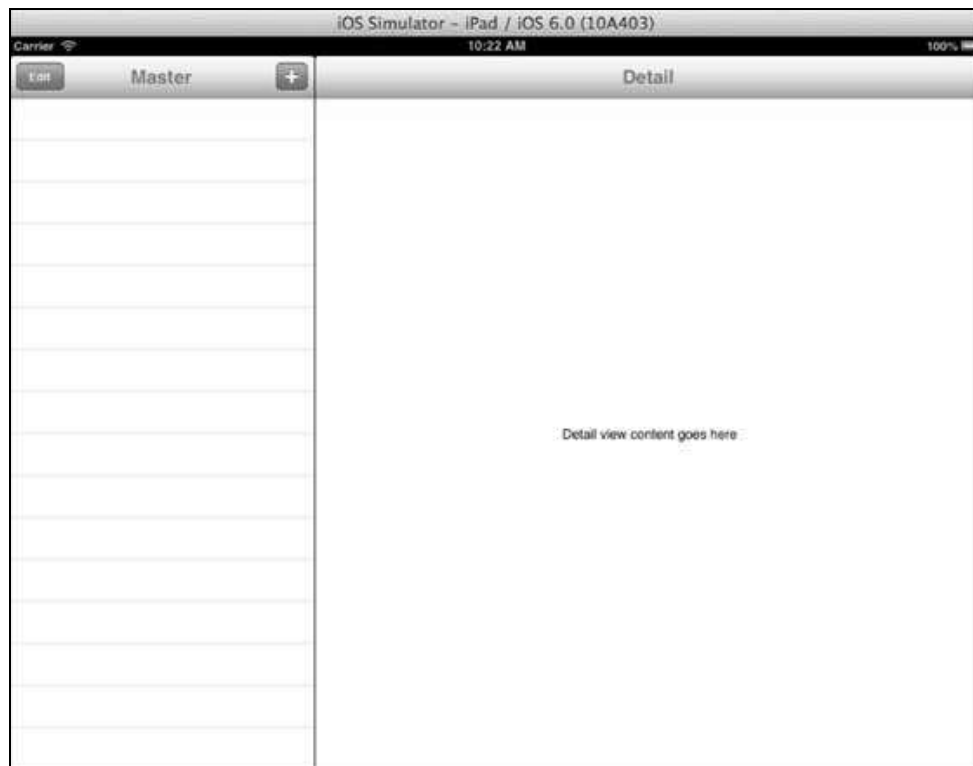 iOS Simulator – iPad / iOS 6.0 (10A403)
Carrier 10:22 AM 100%
Edit Master + Detail
Detail view content goes here